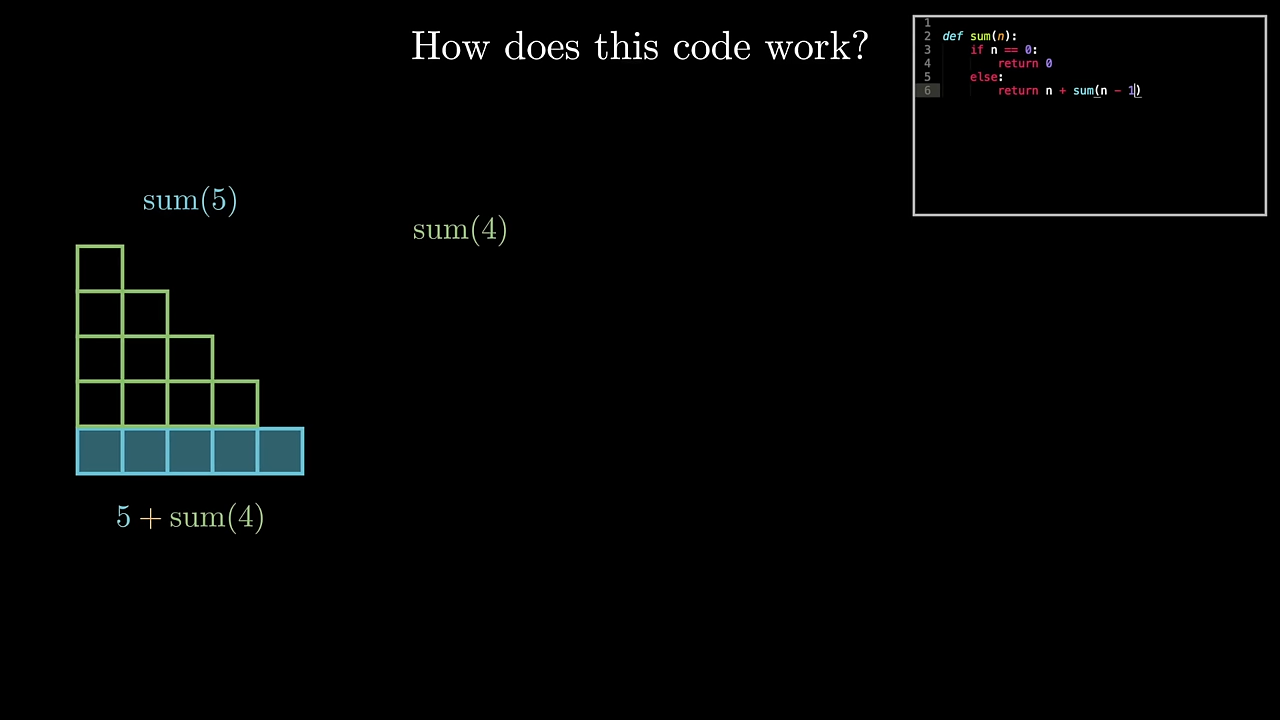 How does this code work?
1
2 def sum(n):
3     if n == 0:
4         return 0
5     else:
6         return n + sum(n - 1)
sum(5)
sum(4)
5 + sum(4)